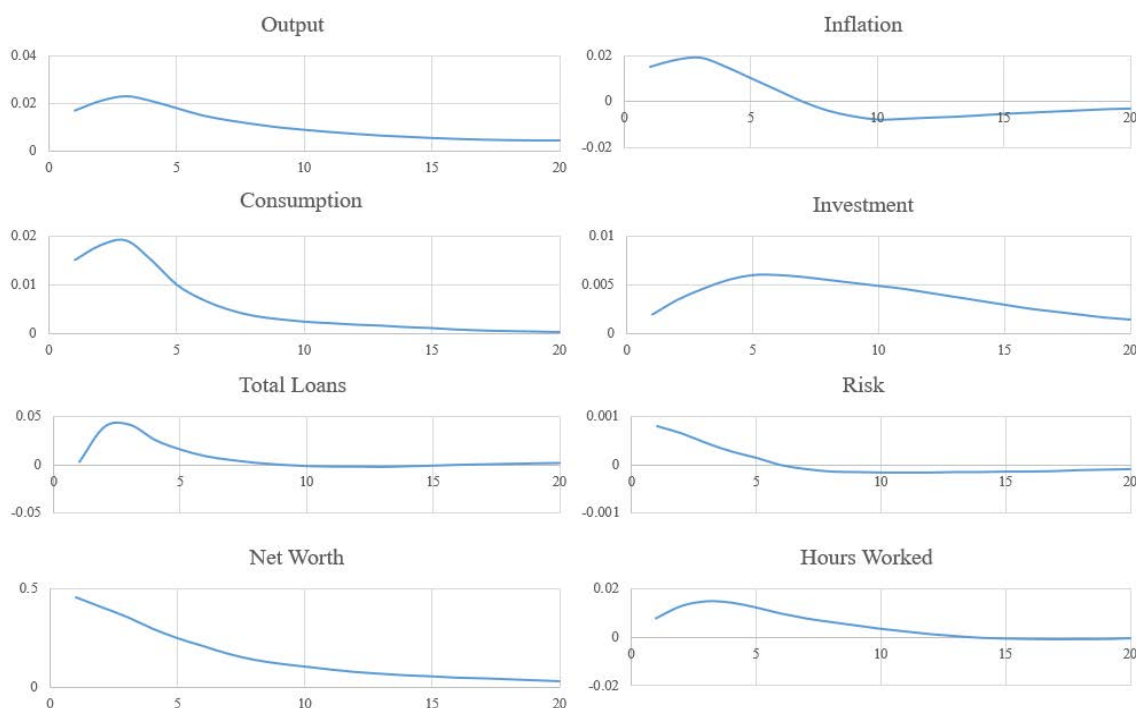 Output
0.04
0.02
0
0 5 10 15 20
Inflation
0.02
0
-0.02
0 5 10 15 20
Consumption
0.02
0.01
0
0 5 10 15 20
Investment
0.01
0.005
0
0 5 10 15 20
Total Loans
0.05
0
-0.05
0 5 10 15 20
Risk
0.001
0
-0.001
0 5 10 15 20
Net Worth
0.5
0
0 5 10 15 20
Hours Worked
0.02
0
-0.02
0 5 10 15 20